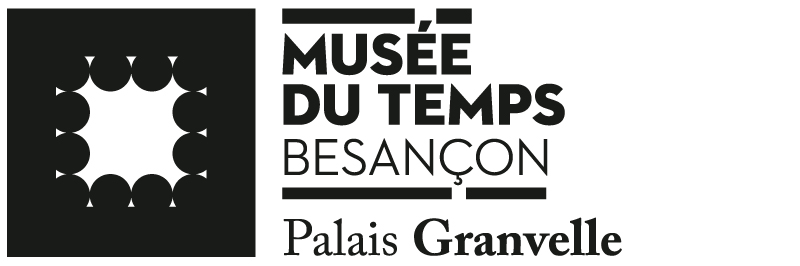 MUSÉE
DU TEMPS
BESANÇON
Palais Granvelle